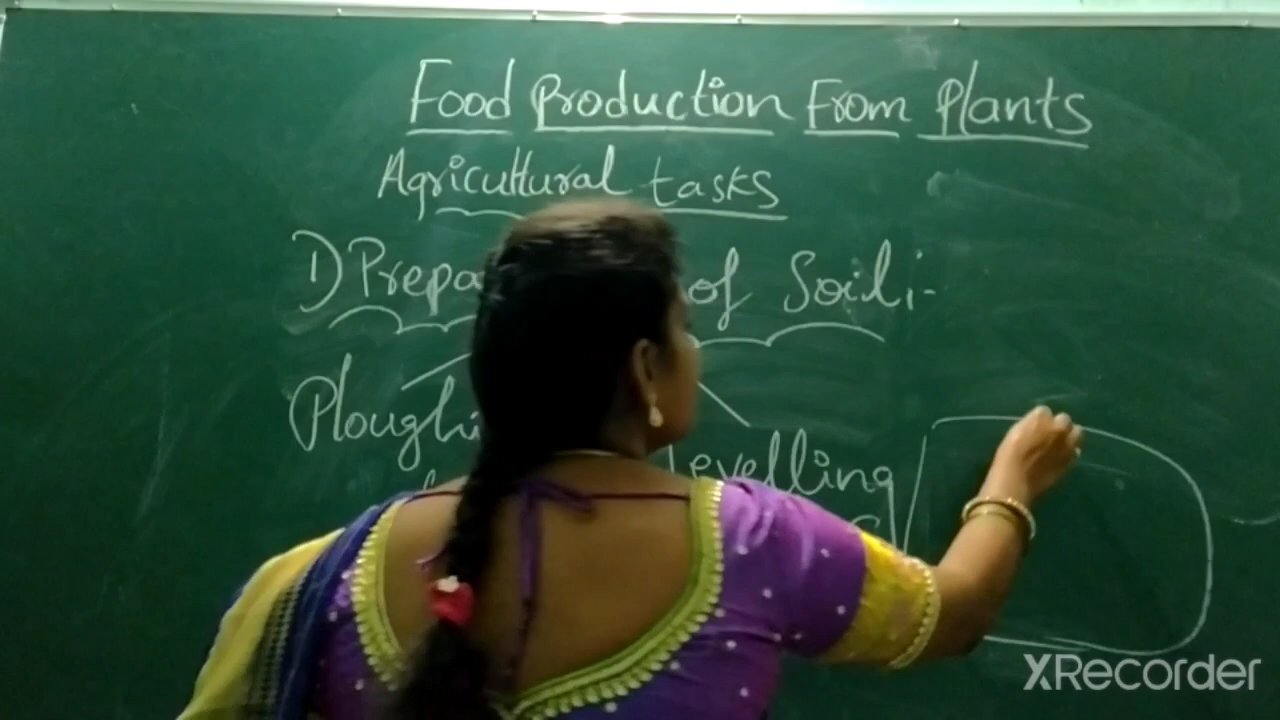 Food Production From Plants
Agricultural tasks
1) Prepa of Soil:-
Ploughi
Levelling
XRecorder